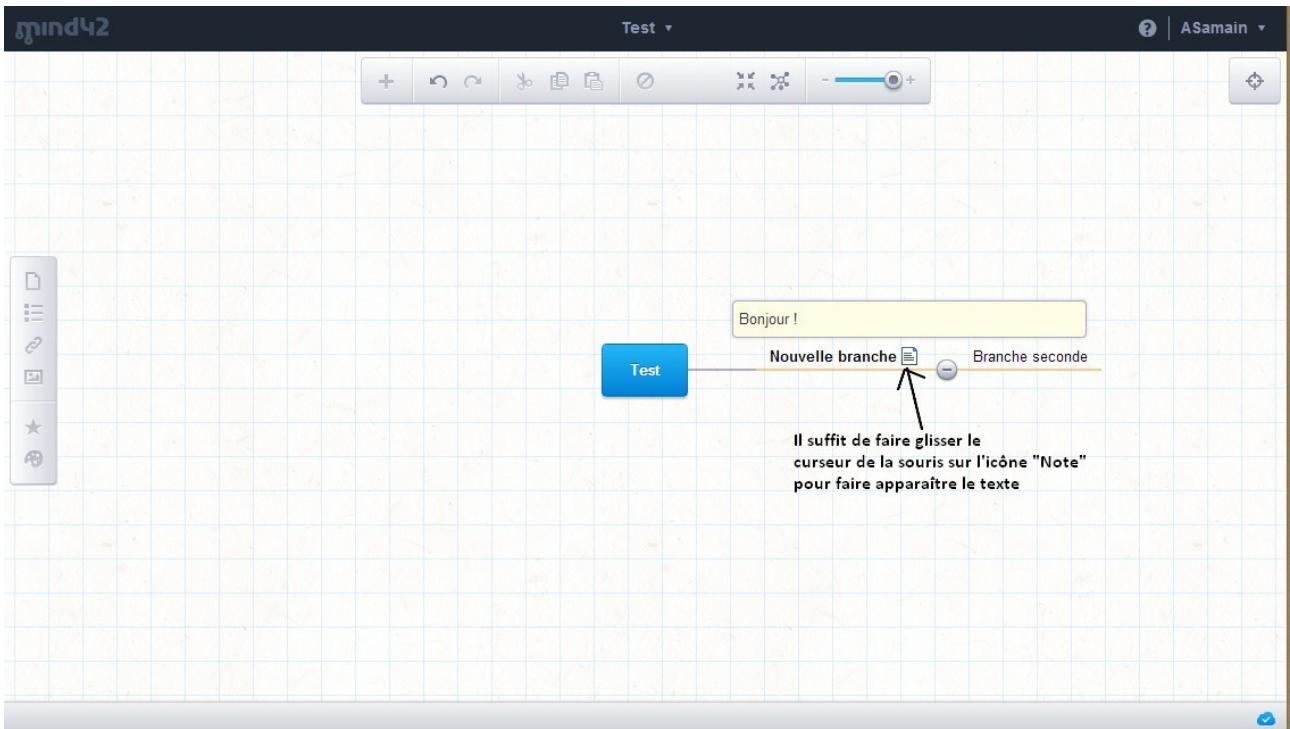 mind42
Test
ASamain
Bonjour !
Test
Nouvelle branche
Branche seconde
Il suffit de faire glisser le
curseur de la souris sur l'icône "Note"
pour faire apparaître le texte